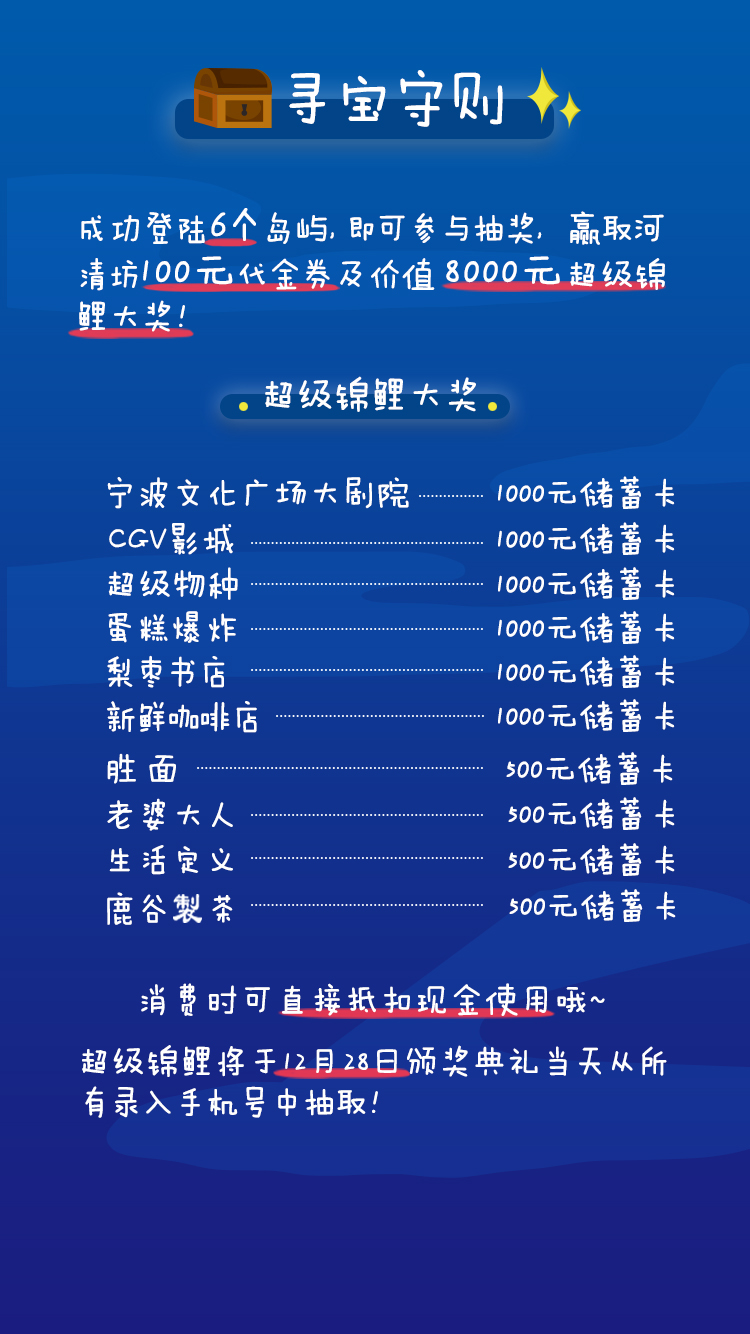 寻宝守则
成功登陆6个岛屿，即可参与抽奖，赢取河
清坊100元代金券及价值8000元超级锦
鲤大奖！
超级锦鲤大奖
宁波文化广场大剧院 1000元储蓄卡
CGV影城 1000元储蓄卡
超级物种 1000元储蓄卡
蛋糕爆炸 1000元储蓄卡
梨枣书店 1000元储蓄卡
新鲜咖啡店 1000元储蓄卡
胜面 500元储蓄卡
老婆大人 500元储蓄卡
生活定义 500元储蓄卡
鹿谷製茶 500元储蓄卡
消费时可直接抵扣现金使用哦~
超级锦鲤将于12月28日颁奖典礼当天从所
有录入手机号中抽取！